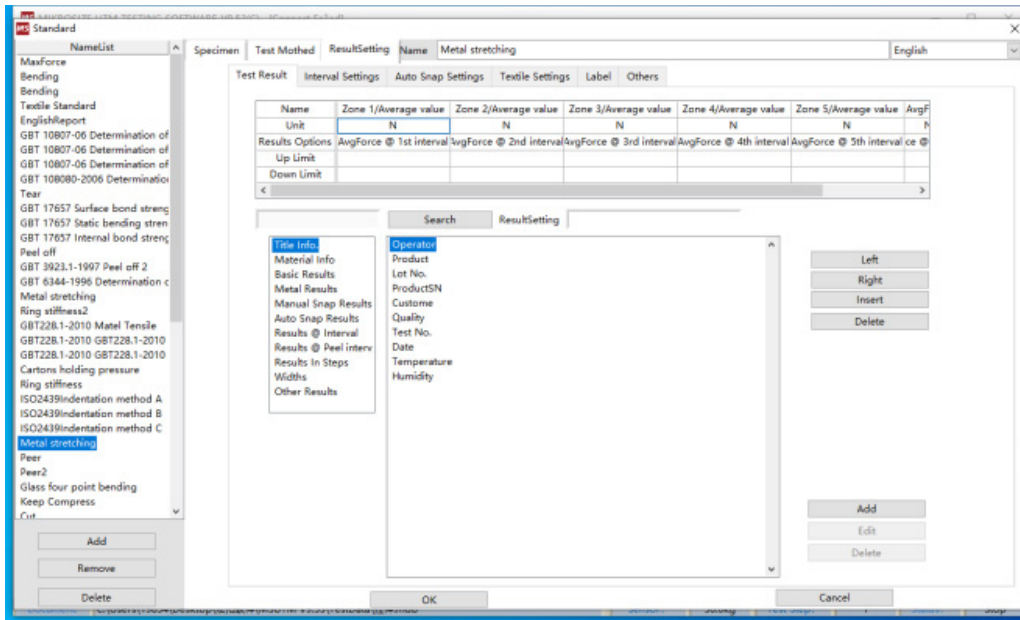 MS Standard
NameList
MaxForce
Bending
Bending
Textile Standard
EnglishReport
GBT 10807-06 Determination of
GBT 10807-06 Determination of
GBT 10807-06 Determination of
GBT 108080-2006 Determination
Tear
GBT 17657 Surface bond streng
GBT 17657 Static bending stren
GBT 17657 Internal bond streng
Peel off
GBT 3923.1-1997 Peel off 2
GBT 6344-1996 Determination c
Metal stretching
Ring stiffness2
GBT228.1-2010 Matel Tensile
GBT228.1-2010 GBT228.1-2010
GBT228.1-2010 GBT228.1-2010
Cartons holding pressure
Ring stiffness
ISO2439Indentation method A
ISO2439Indentation method B
ISO2439Indentation method C
Metal stretching
Peer
Peer2
Glass four point bending
Keep Compress
Cut
Add
Remove
Delete
Specimen Test Mothed ResultSetting Name Metal stretching English
Test Result Interval Settings Auto Snap Settings Textile Settings Label Others
Name Zone 1/Average value Zone 2/Average value Zone 3/Average value Zone 4/Average value Zone 5/Average value AvgF
Unit N N N N N N
Results Options AvgForce @ 1st interval AvgForce @ 2nd interval AvgForce @ 3rd interval AvgForce @ 4th interval AvgForce @ 5th interval ce @
Up Limit
Down Limit
Search ResultSetting
Title Info.
Material Info
Basic Results
Metal Results
Manual Snap Results
Auto Snap Results
Results @ Interval
Results @ Peel interv
Results In Steps
Widths
Other Results
Operator
Product
Lot No.
ProductSN
Custome
Quality
Test No.
Date
Temperature
Humidity
Left
Right
Insert
Delete
Add
Edit
Delete
OK Cancel